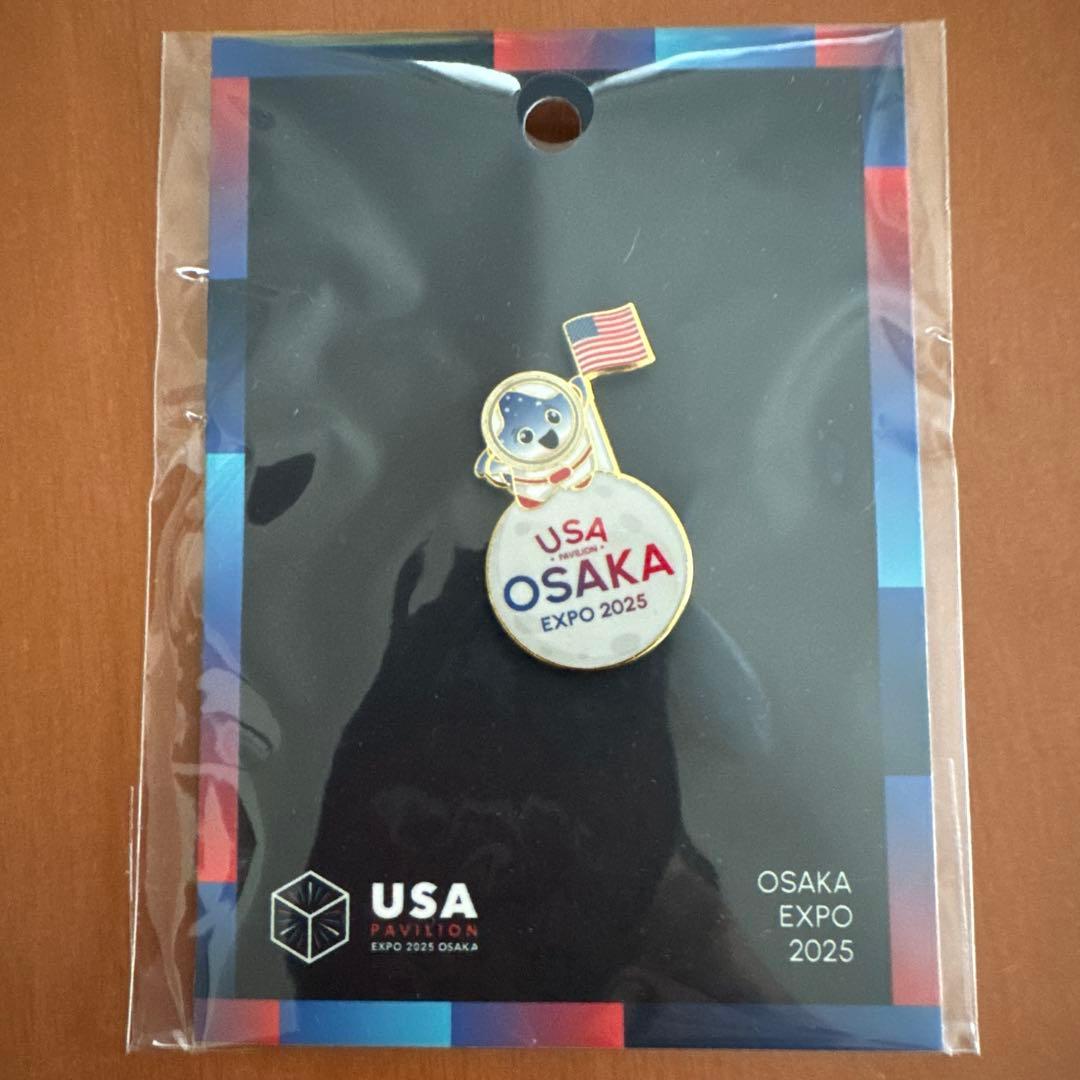 USA
• PAVILION •
OSAKA
EXPO 2025
USA
PAVILION
EXPO 2025 OSAKA
OSAKA
EXPO
2025